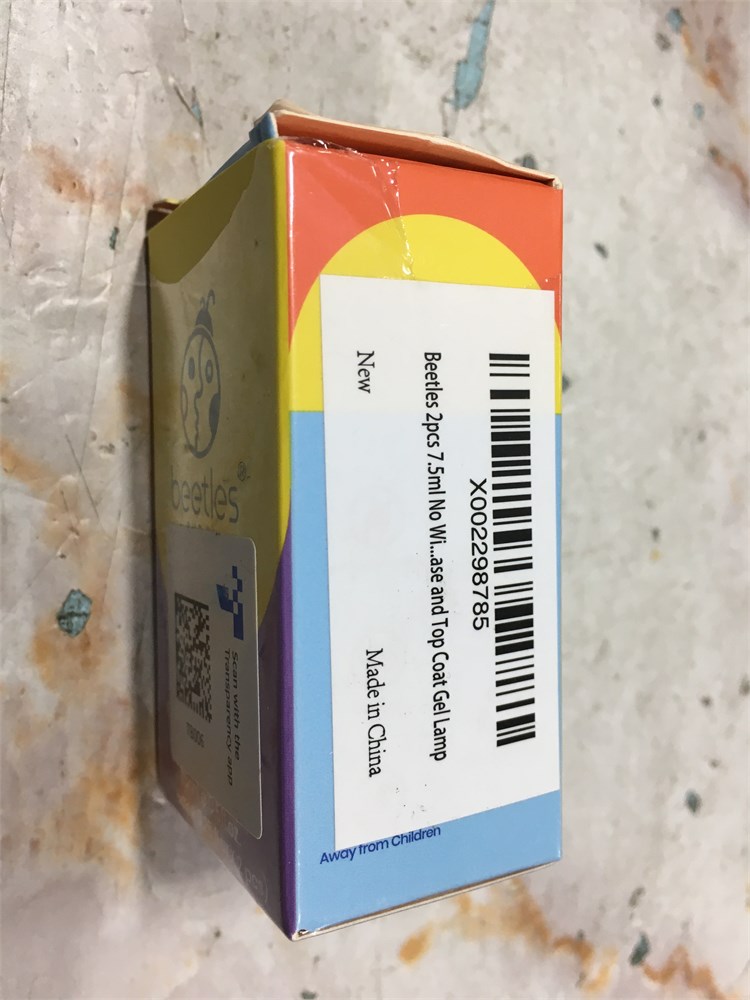 X002298785
Beetles 2pcs 7.5ml No Wi...ase and Top Coat Gel Lamp
New
Made in China
Away from Children
beetles®
Scan with the
Transparency app